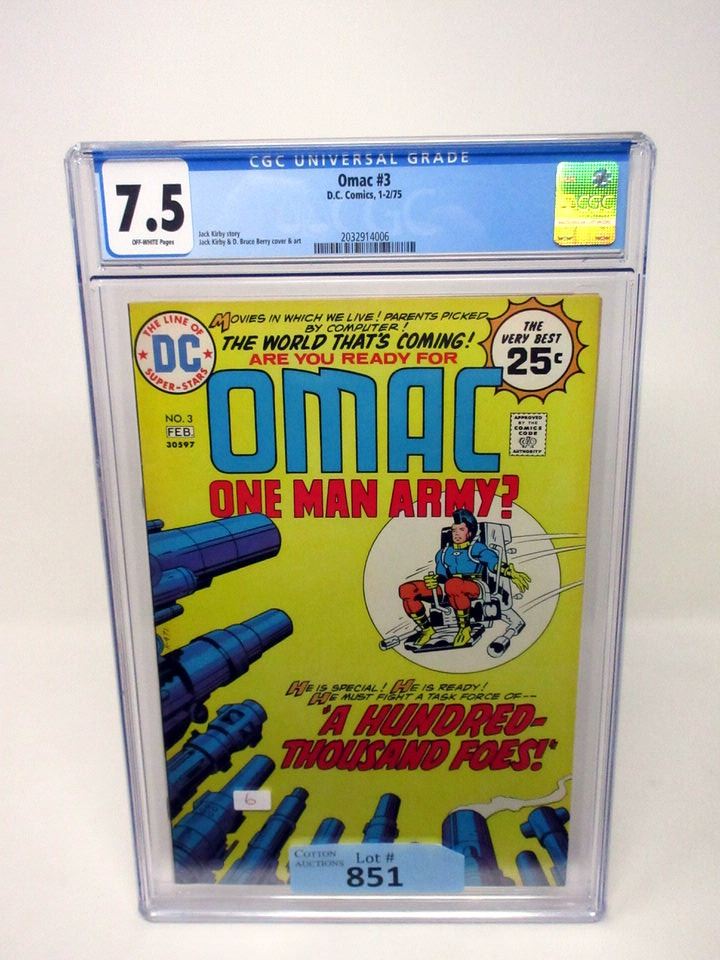 CGC UNIVERSAL GRADE
7.5
OFF-WHITE Pages
Omac #3
D.C. Comics, 1-2/75
Jack Kirby story
Jack Kirby & D. Bruce Berry cover & art
2032914006
CGC
THE LINE OF
DC
SUPER-STARS
MOVIES IN WHICH WE LIVE! PARENTS PICKED
BY COMPUTER!
THE WORLD THAT'S COMING!
ARE YOU READY FOR
THE
VERY BEST
25¢
NO. 3
FEB.
30597
OMAC
APPROVED
BY THE
COMICS
CODE
AUTHORITY
ONE MAN ARMY?
HE IS SPECIAL! HE IS READY!
HE MUST FIGHT A TASK FORCE OF--
"A HUNDRED-
THOUSAND FOES!"
6
COTTON
AUCTIONS
Lot #
851